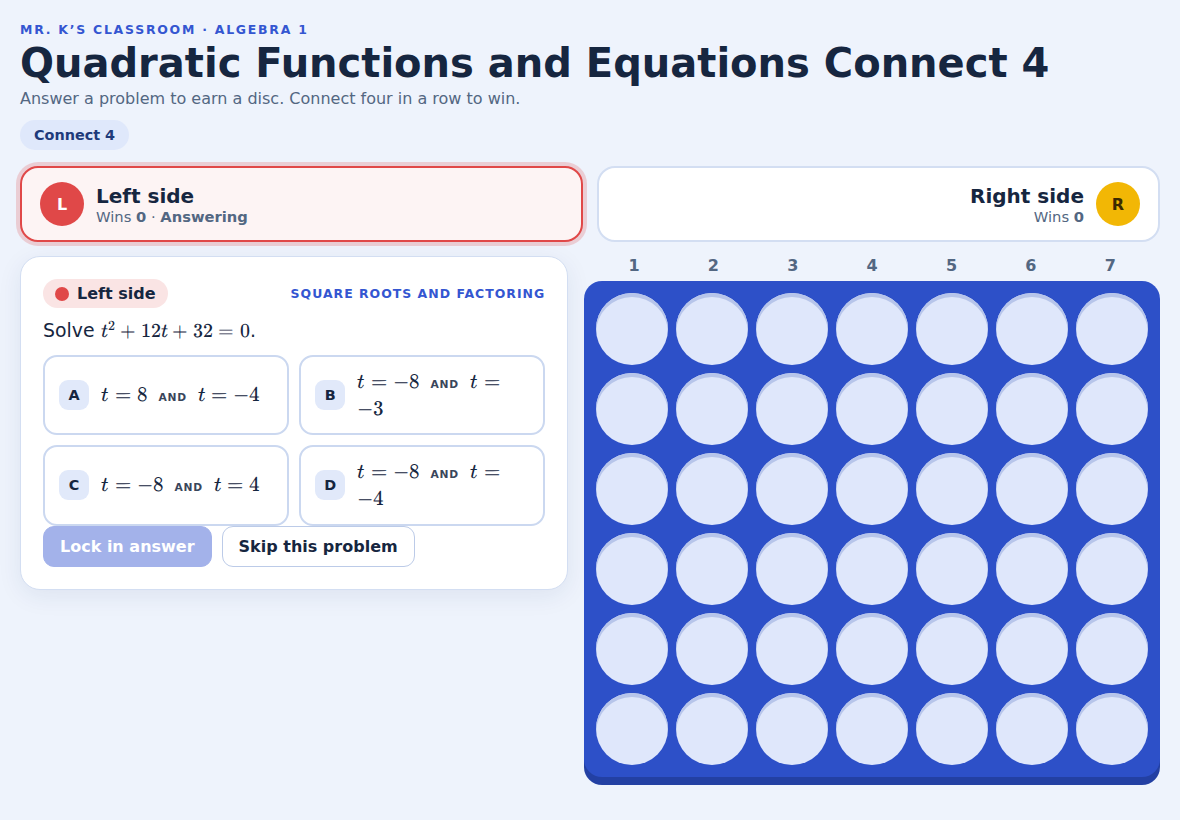 MR. K'S CLASSROOM · ALGEBRA 1
Quadratic Functions and Equations Connect 4
Answer a problem to earn a disc. Connect four in a row to win.
Connect 4
L
Left side
Wins 0 · Answering
Right side
Wins 0
R
Left side
SQUARE ROOTS AND FACTORING
Solve t² + 12t + 32 = 0.
A t = 8 AND t = −4
B t = −8 AND t =
−3
C t = −8 AND t = 4
D t = −8 AND t =
−4
Lock in answer
Skip this problem
1 2 3 4 5 6 7